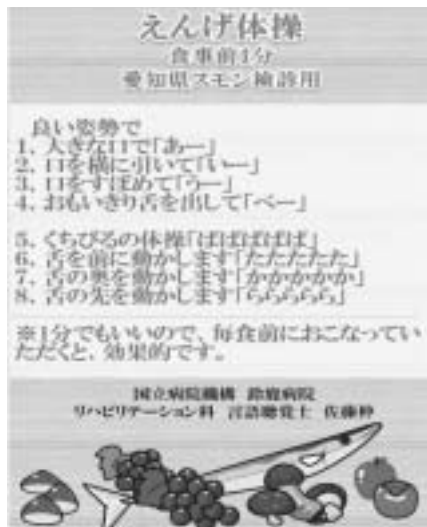 えんげ体操
食事前1分
愛知県スモン検診用
良い姿勢で
1、大きな口で「あー」
2、口を横に引いて「いー」
3、口をすぼめて「うー」
4、おもいきり舌を出して「べー」
5、くちびるの体操「ぱぱぱぱぱ」
6、舌を前に動かします「たたたたた」
7、舌の奥を動かします「かかかかか」
8、舌の先を動かします「ららららら」
※1分でもいいので、毎食前におこなってい
ただくと、効果的です。
国立病院機構 鈴鹿病院
リハビリテーション科 言語聴覚士 佐藤伸